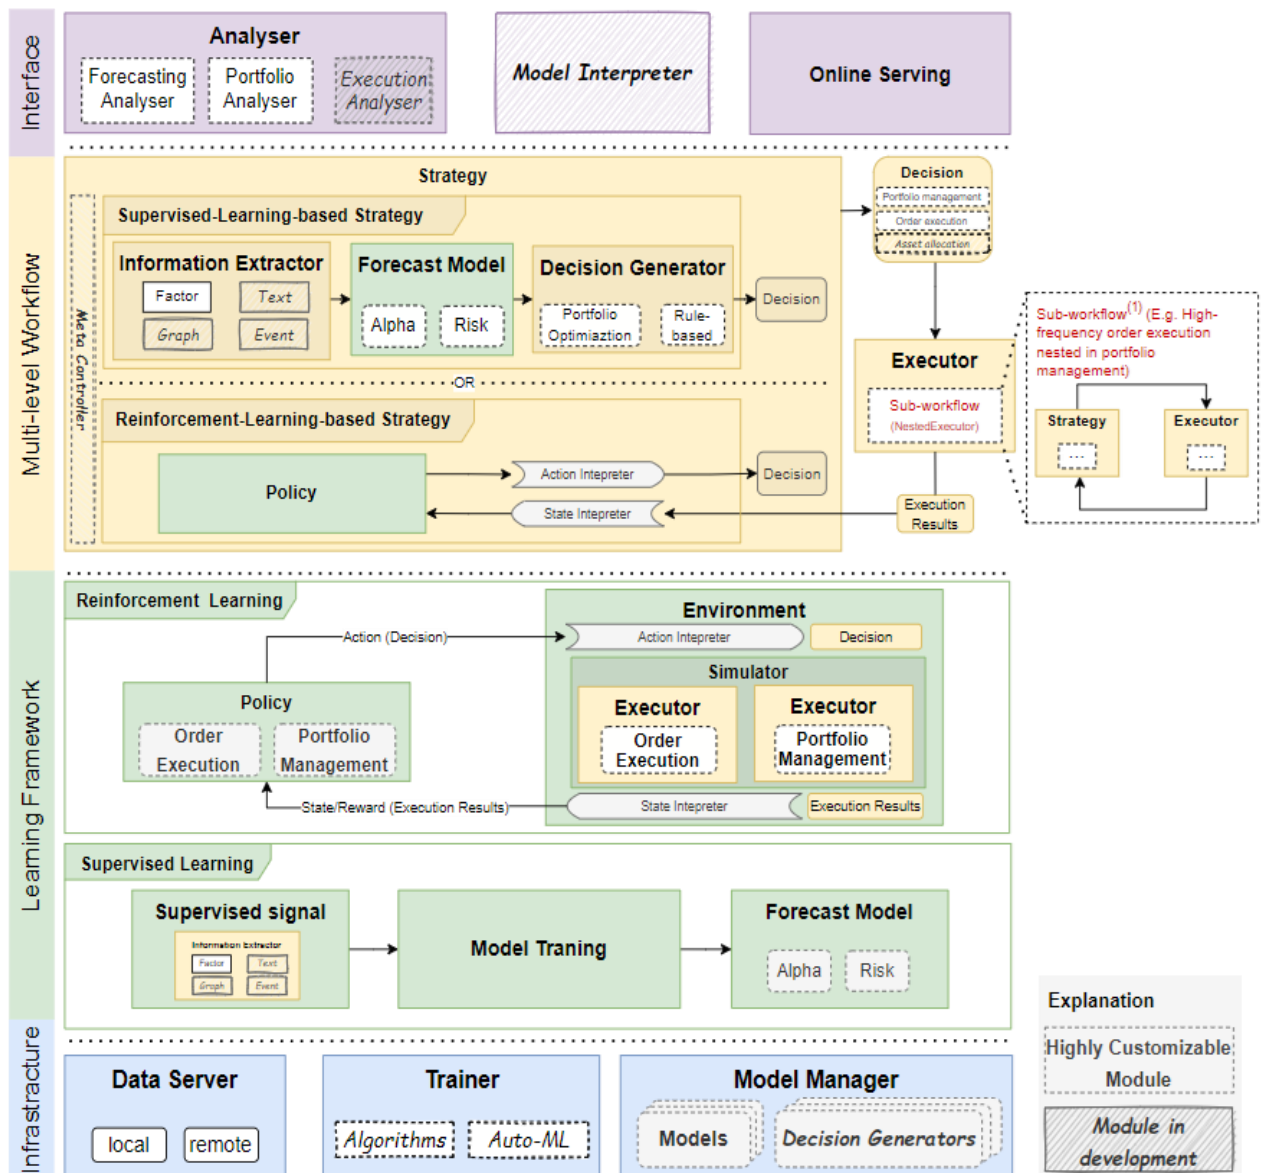 Interface
Analyser
Forecasting
Analyser
Portfolio
Analyser
Execution
Analyser
Model Interpreter
Online Serving
Multi-level Workflow
Strategy
Meta Controller
Supervised-Learning-based Strategy
Information Extractor
Factor
Text
Graph
Event
Forecast Model
Alpha
Risk
Decision Generator
Portfolio
Optimiaztion
Rule-
based
Decision
OR
Reinforcement-Learning-based Strategy
Policy
Action Intepreter
State Intepreter
Decision
Decision
Portfolio management
Order execution
Asset allocation
Executor
Sub-workflow
(NestedExecutor)
Execution
Results
Sub-workflow(1) (E.g. High-
frequency order execution
nested in portfolio
management)
Strategy
...
Executor
...
Learning Framework
Reinforcement Learning
Action (Decision)
Policy
Order
Execution
Portfolio
Management
State/Reward (Execution Results)
Environment
Action Intepreter
Decision
Simulator
Executor
Order
Execution
Executor
Portfolio
Management
State Intepreter
Execution Results
Supervised Learning
Supervised signal
Information Extractor
Factor
Text
Graph
Event
Model Traning
Forecast Model
Alpha
Risk
Infrastracture
Data Server
local
remote
Trainer
Algorithms
Auto-ML
Model Manager
Models
Decision Generators
Explanation
Highly Customizable
Module
Module in
development